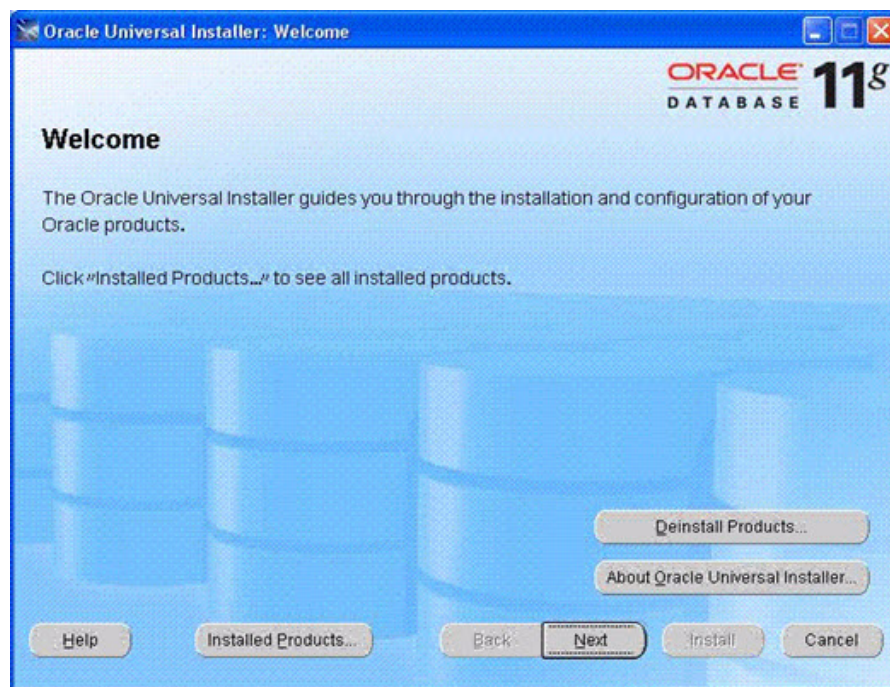 Oracle Universal Installer: Welcome
ORACLE
DATABASE 11g
Welcome
The Oracle Universal Installer guides you through the installation and configuration of your
Oracle products.
Click "Installed Products..." to see all installed products.
Deinstall Products...
About Oracle Universal Installer...
Help Installed Products... Back Next Install Cancel